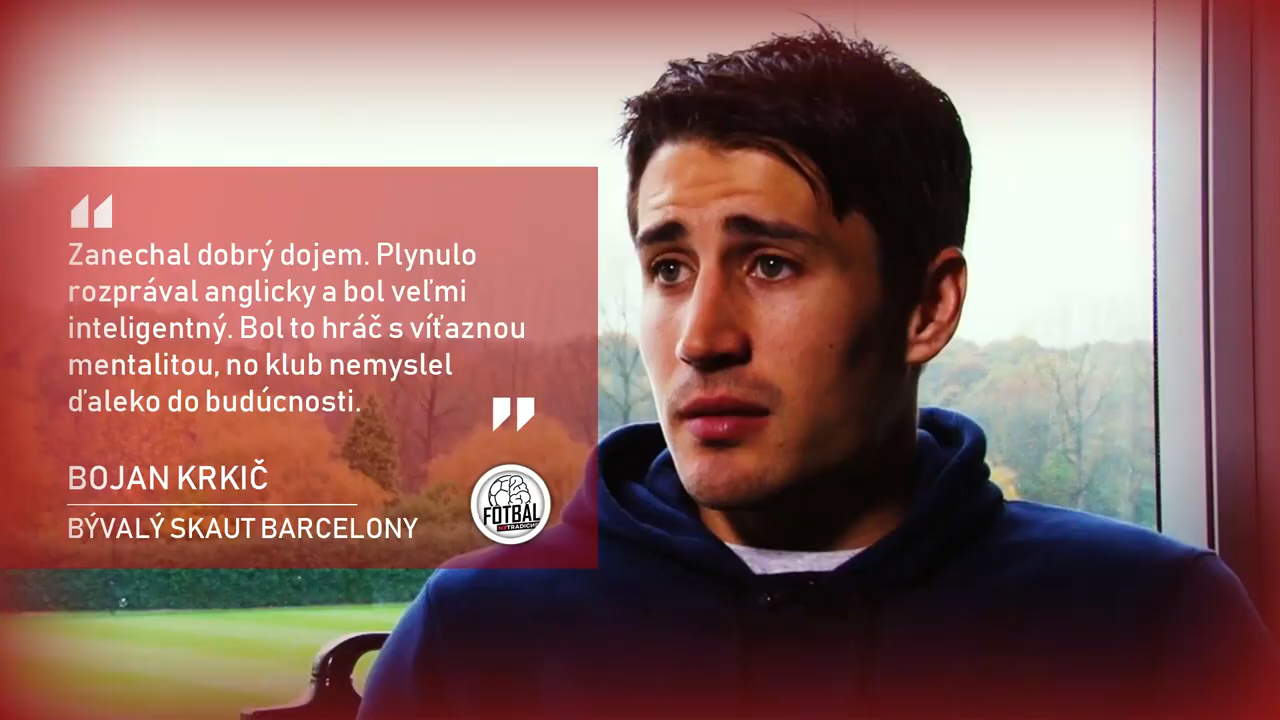 Zanechal dobrý dojem. Plynulo
rozprával anglicky a bol veľmi
inteligentný. Bol to hráč s víťaznou
mentalitou, no klub nemyslel
ďaleko do budúcnosti.
BOJAN KRKIČ
BÝVALÝ SKAUT BARCELONY
FOTBAL